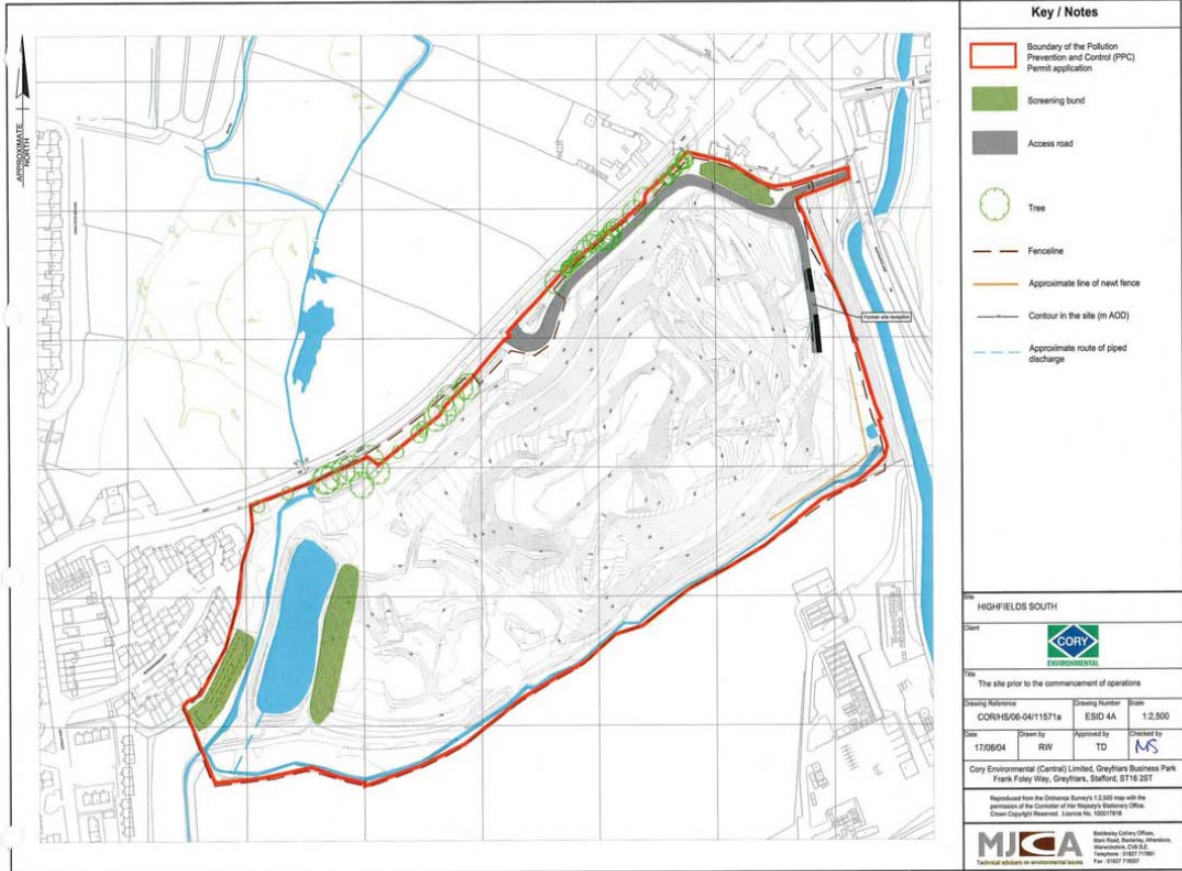 APPROXIMATE
NORTH
Former site reception
Key / Notes
Boundary of the Pollution
Prevention and Control (PPC)
Permit application
Screening bund
Access road
Tree
Fenceline
Approximate line of newt fence
Contour in the site (m AOD)
Approximate route of piped
discharge
Site
HIGHFIELDS SOUTH
Client
CORY
ENVIRONMENTAL
Title
The site prior to the commencement of operations
Drawing Reference
COR/HS/06-04/11571a
Drawing Number
ESID 4A
Scale
1:2,500
Date
17/06/04
Drawn by
RW
Approved by
TD
Checked by
MS
Cory Environmental (Central) Limited, Greyfriars Business Park
Frank Foley Way, Greyfriars, Stafford, ST16 2ST
Reproduced from the Ordnance Survey's 1:2,500 map with the
permission of the Controller of Her Majesty's Stationery Office.
Crown Copyright Reserved. Licence No.
MJCA
Technical advisers on environmental issues
Baddesley Colliery Offices,
Main Road, Baxterley, Atherstone,
Warwickshire, CV9 2LE.
Telephone :
Fax :